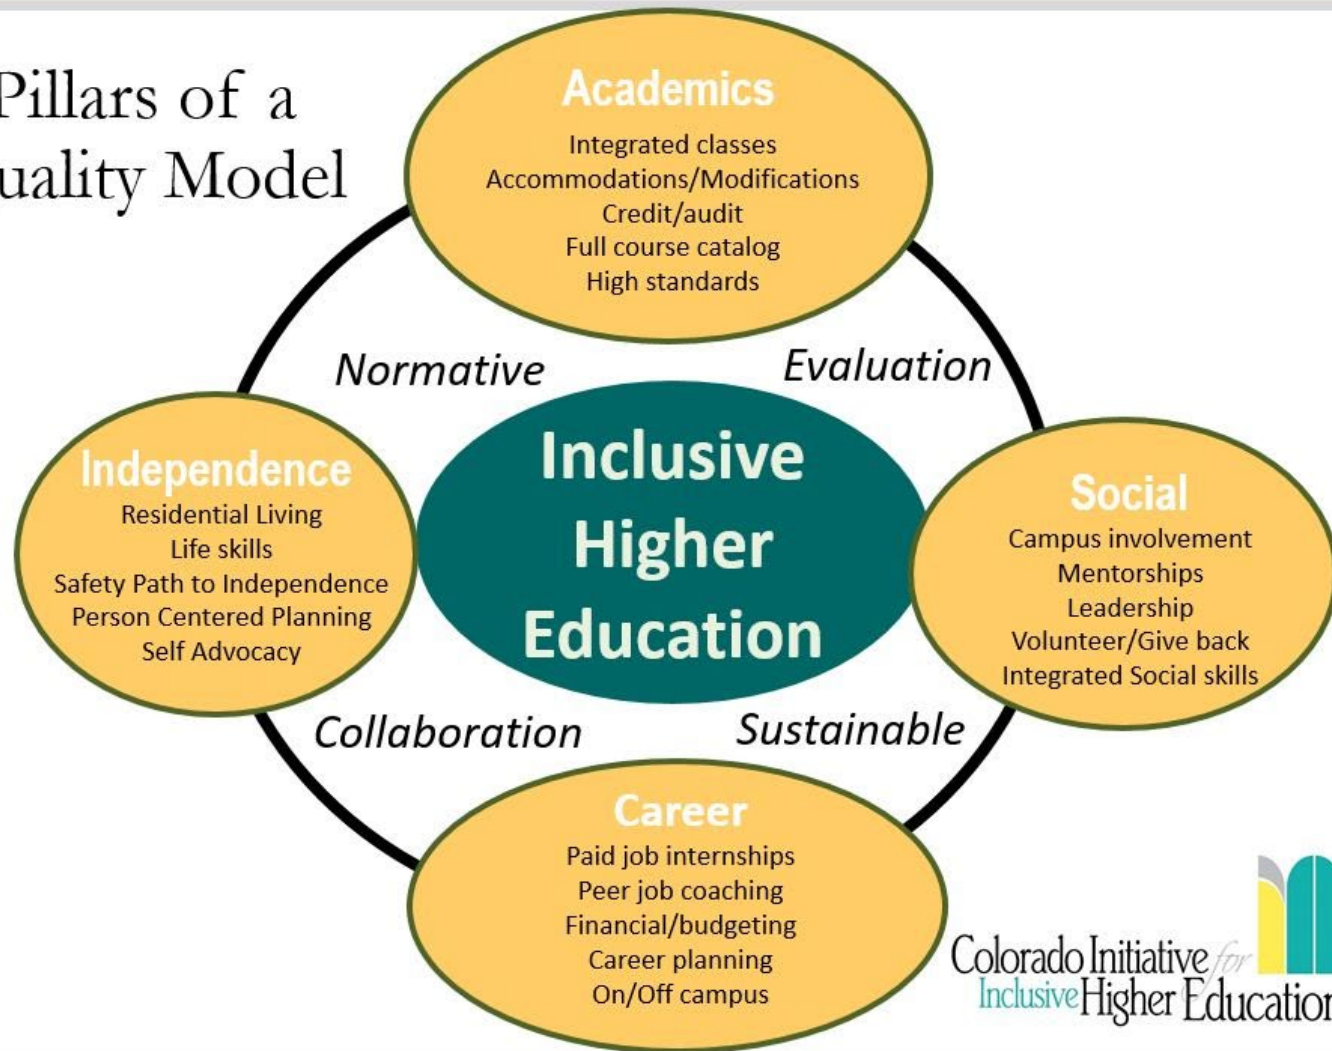 Pillars of a
uality Model
Academics
Integrated classes
Accommodations/Modifications
Credit/audit
Full course catalog
High standards
Normative
Evaluation
Independence
Residential Living
Life skills
Safety Path to Independence
Person Centered Planning
Self Advocacy
Inclusive
Higher
Education
Social
Campus involvement
Mentorships
Leadership
Volunteer/Give back
Integrated Social skills
Collaboration
Sustainable
Career
Paid job internships
Peer job coaching
Financial/budgeting
Career planning
On/Off campus
Colorado Initiative for
Inclusive Higher Education